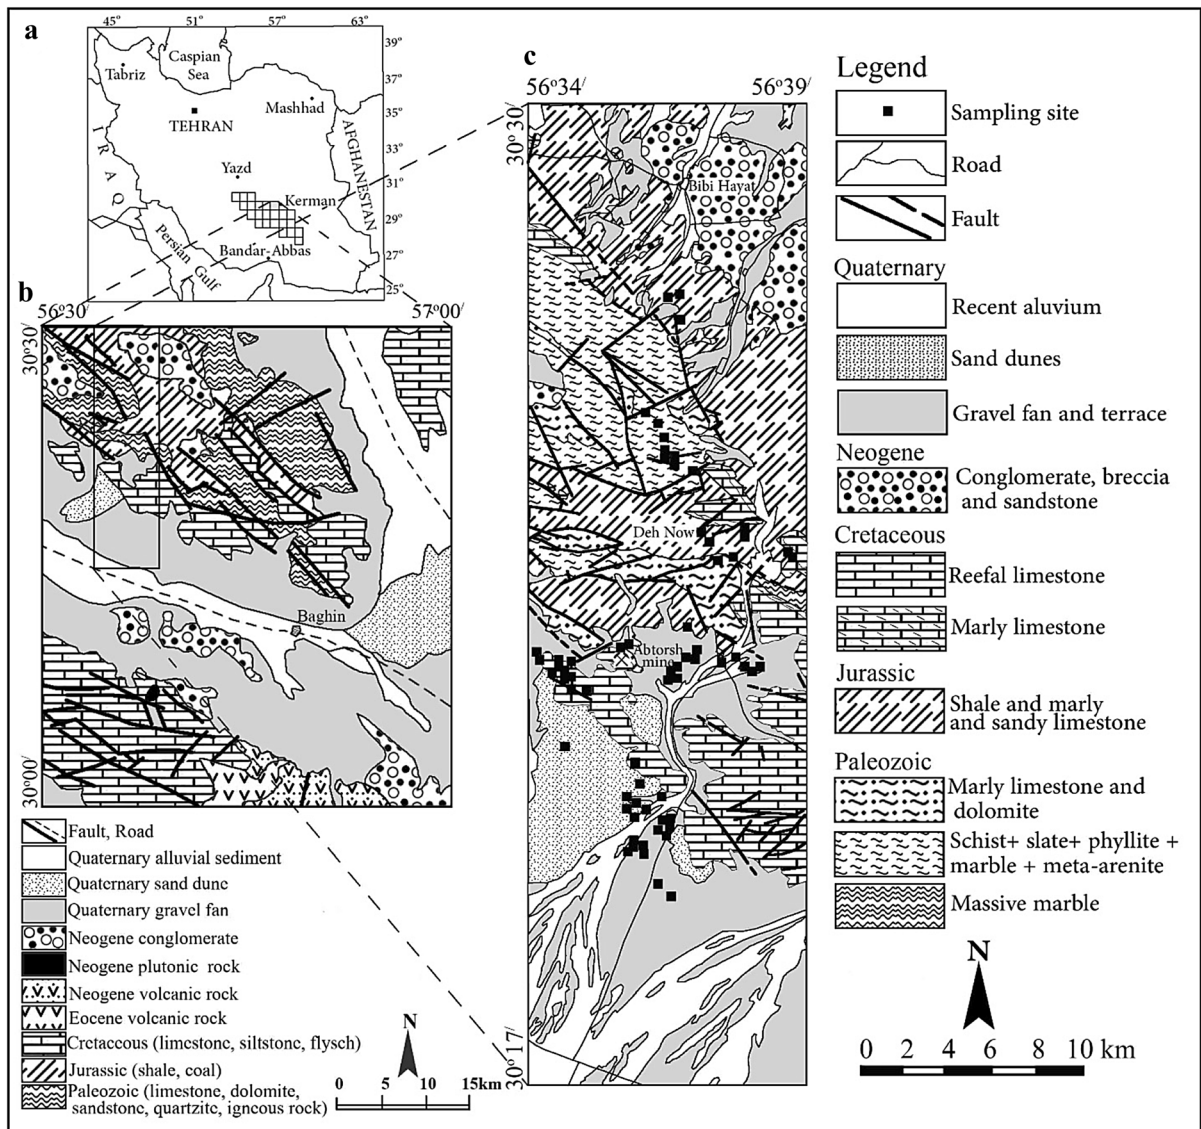 a
45° 51° 57° 63°
39°
37°
35°
33°
31°
29°
27°
25°
Caspian
Sea
Tabriz
Mashhad
TEHRAN
IRAQ
AFGHANESTAN
Yazd
Kerman
Persian Gulf
Bandar-Abbas
b
56°30/ 57°00/
30°30/
Baghin
30°00/
Fault, Road
Quaternary alluvial sediment
Quaternary sand dune
Quaternary gravel fan
Neogene conglomerate
Neogene plutonic rock
Neogene volcanic rock
Eocene volcanic rock
Cretaceous (limestone, siltstone, flysch)
Jurassic (shale, coal)
Paleozoic (limestone, dolomite,
sandstone, quartzite, igneous rock)
N
0 5 10 15km
c
56°34/ 56°39/
30°30/
Bibi Hayat
Deh Now
Abtorsh
mine
30°17/
Legend
Sampling site
Road
Fault
Quaternary
Recent aluvium
Sand dunes
Gravel fan and terrace
Neogene
Conglomerate, breccia
and sandstone
Cretaceous
Reefal limestone
Marly limestone
Jurassic
Shale and marly
and sandy limestone
Paleozoic
Marly limestone and
dolomite
Schist+ slate+ phyllite +
marble + meta-arenite
Massive marble
N
0 2 4 6 8 10 km